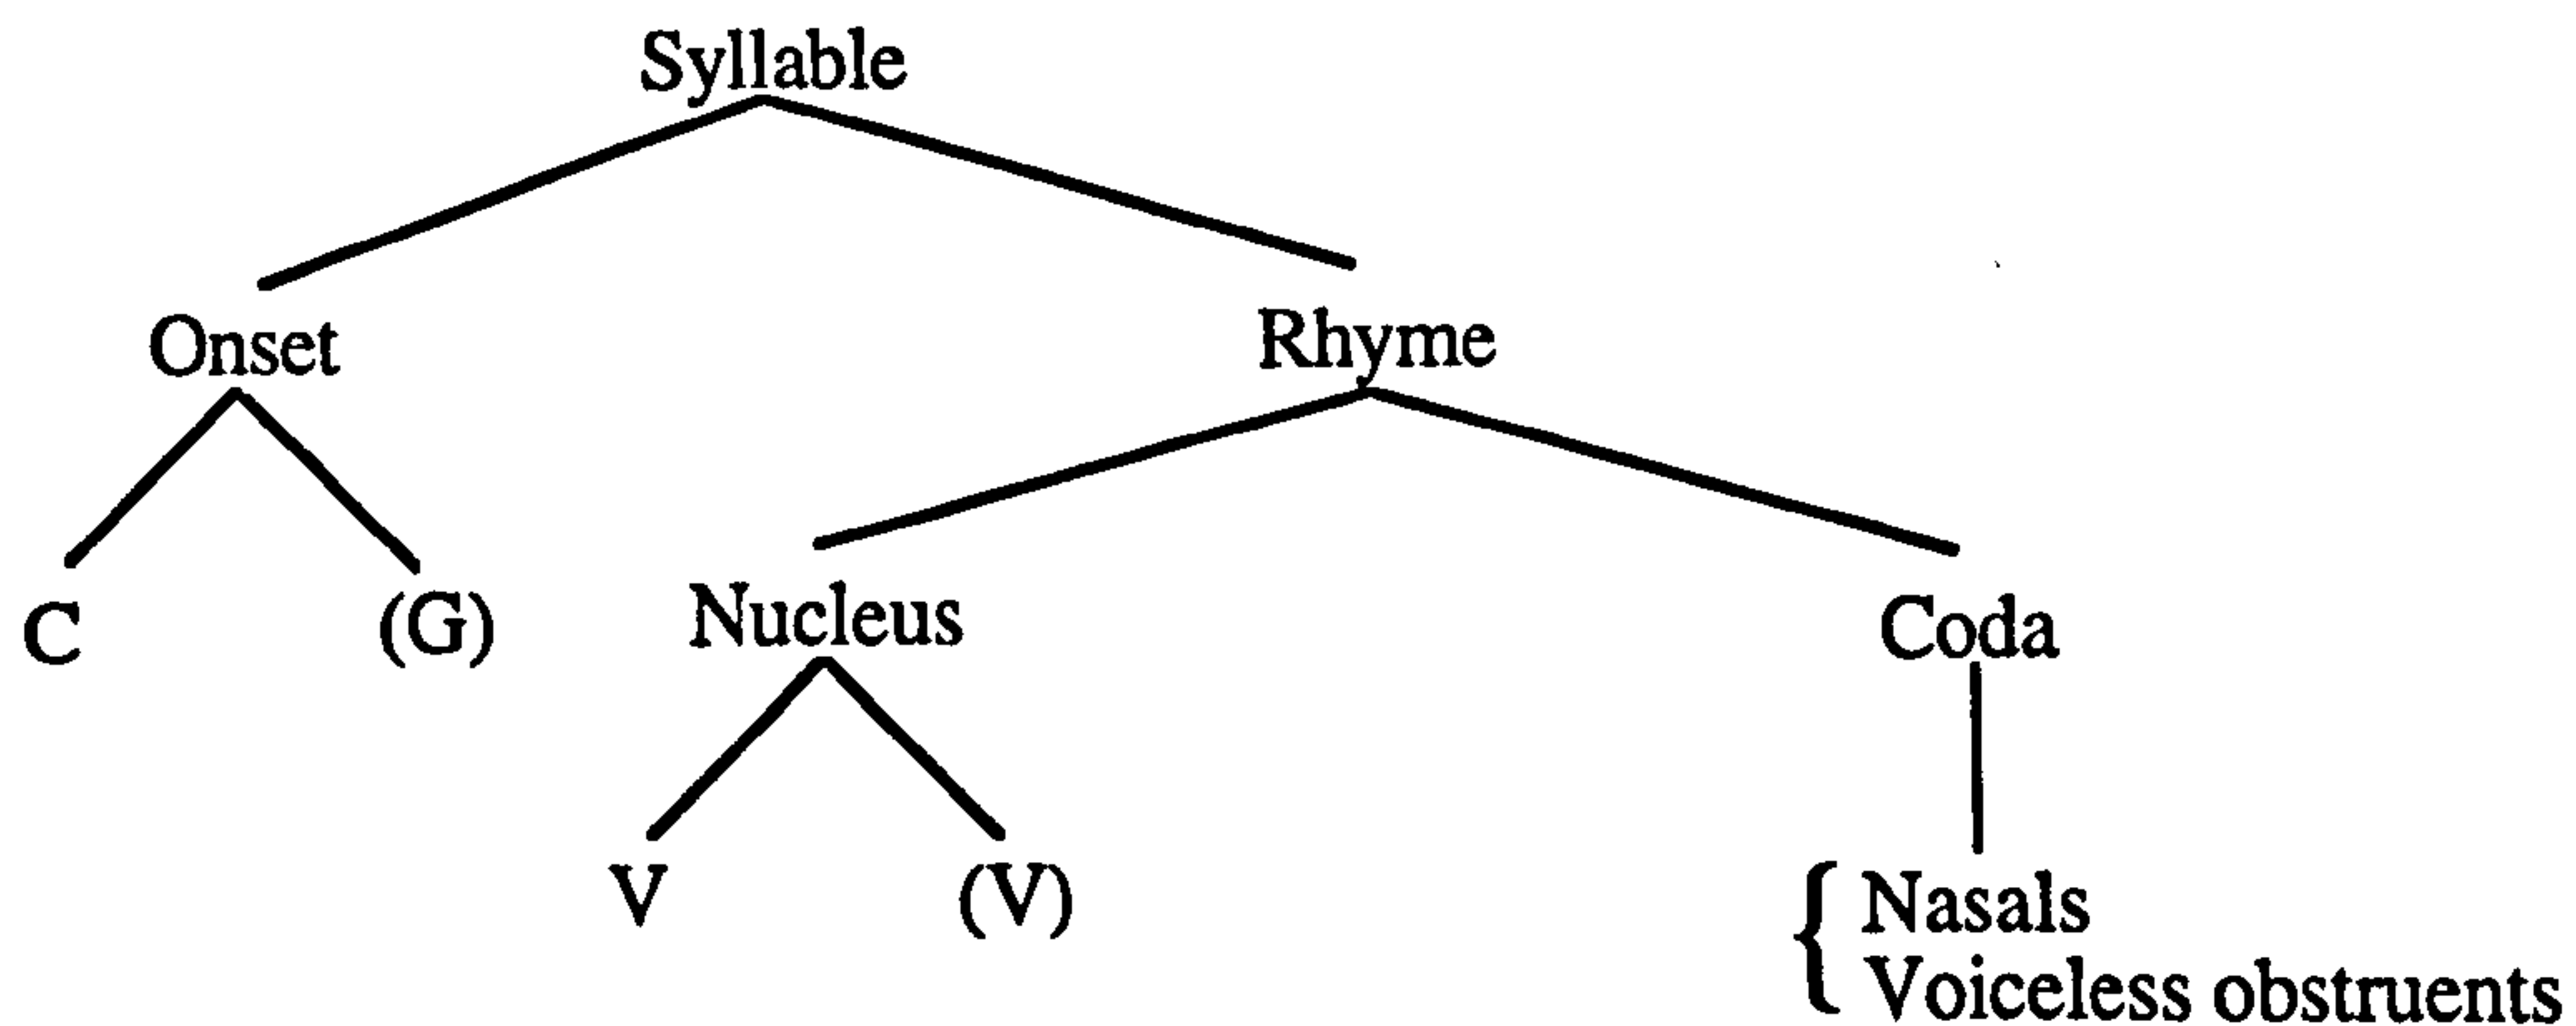 Syllable
Onset
Rhyme
C
(G)
Nucleus
Coda
V
(V)
{ Nasals
Voiceless obstruents